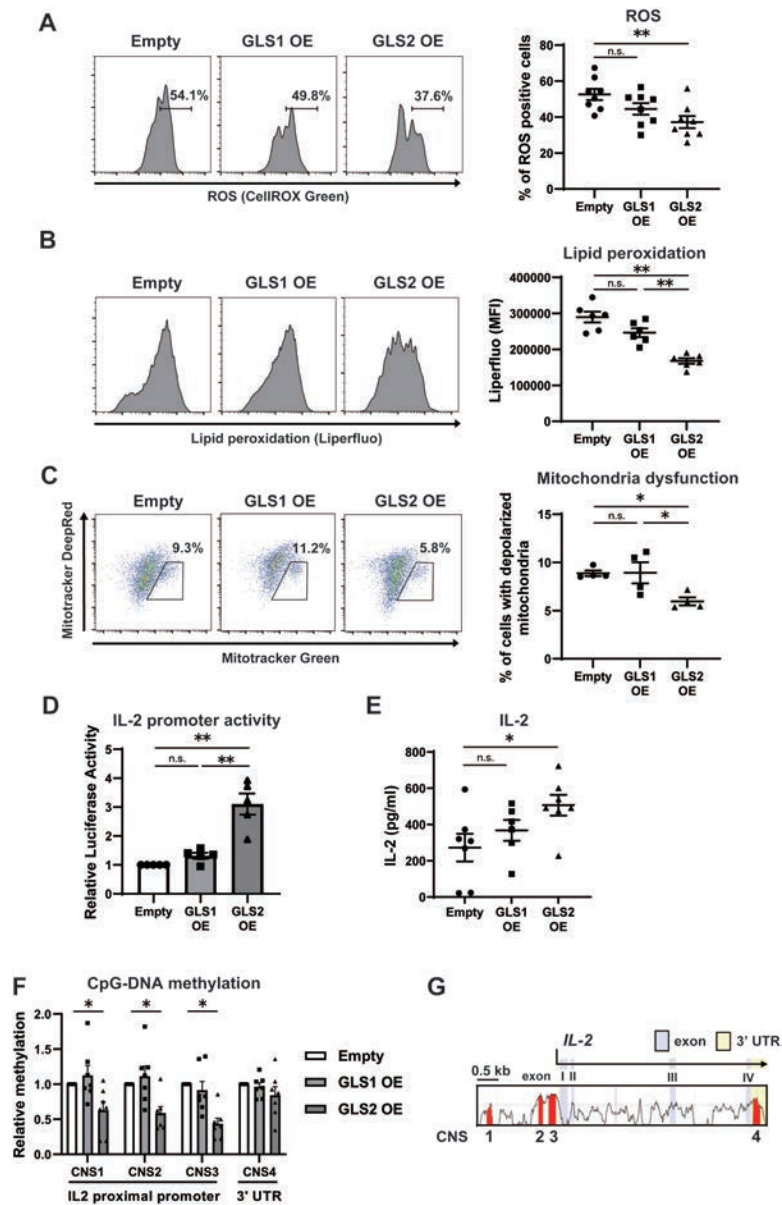 A
Empty
GLS1 OE
GLS2 OE
54.1%
49.8%
37.6%
ROS (CellROX Green)
ROS
**
n.s.
% of ROS positive cells
80
60
40
20
0
Empty
GLS1 OE
GLS2 OE
B
Empty
GLS1 OE
GLS2 OE
Lipid peroxidation (Liperfluo)
Lipid peroxidation
**
n.s.
**
Liperfluo (MFI)
400000
300000
200000
100000
0
Empty
GLS1 OE
GLS2 OE
C
Empty
GLS1 OE
GLS2 OE
9.3%
11.2%
5.8%
Mitotracker DeepRed
Mitotracker Green
Mitochondria dysfunction
*
n.s.
*
% of cells with depolarized
mitochondria
15
10
5
0
Empty
GLS1 OE
GLS2 OE
D
IL-2 promoter activity
**
n.s.
**
Relative Luciferase Activity
5
4
3
2
1
0
Empty
GLS1 OE
GLS2 OE
E
IL-2
*
n.s.
IL-2 (pg/ml)
800
600
400
200
0
Empty
GLS1 OE
GLS2 OE
F
CpG-DNA methylation
* * *
Relative methylation
2.0
1.5
1.0
0.5
0.0
CNS1 CNS2 CNS3 CNS4
IL2 proximal promoter 3' UTR
Empty
GLS1 OE
GLS2 OE
G
IL-2
exon
3' UTR
0.5 kb
exon I II III IV
CNS 1 2 3 4